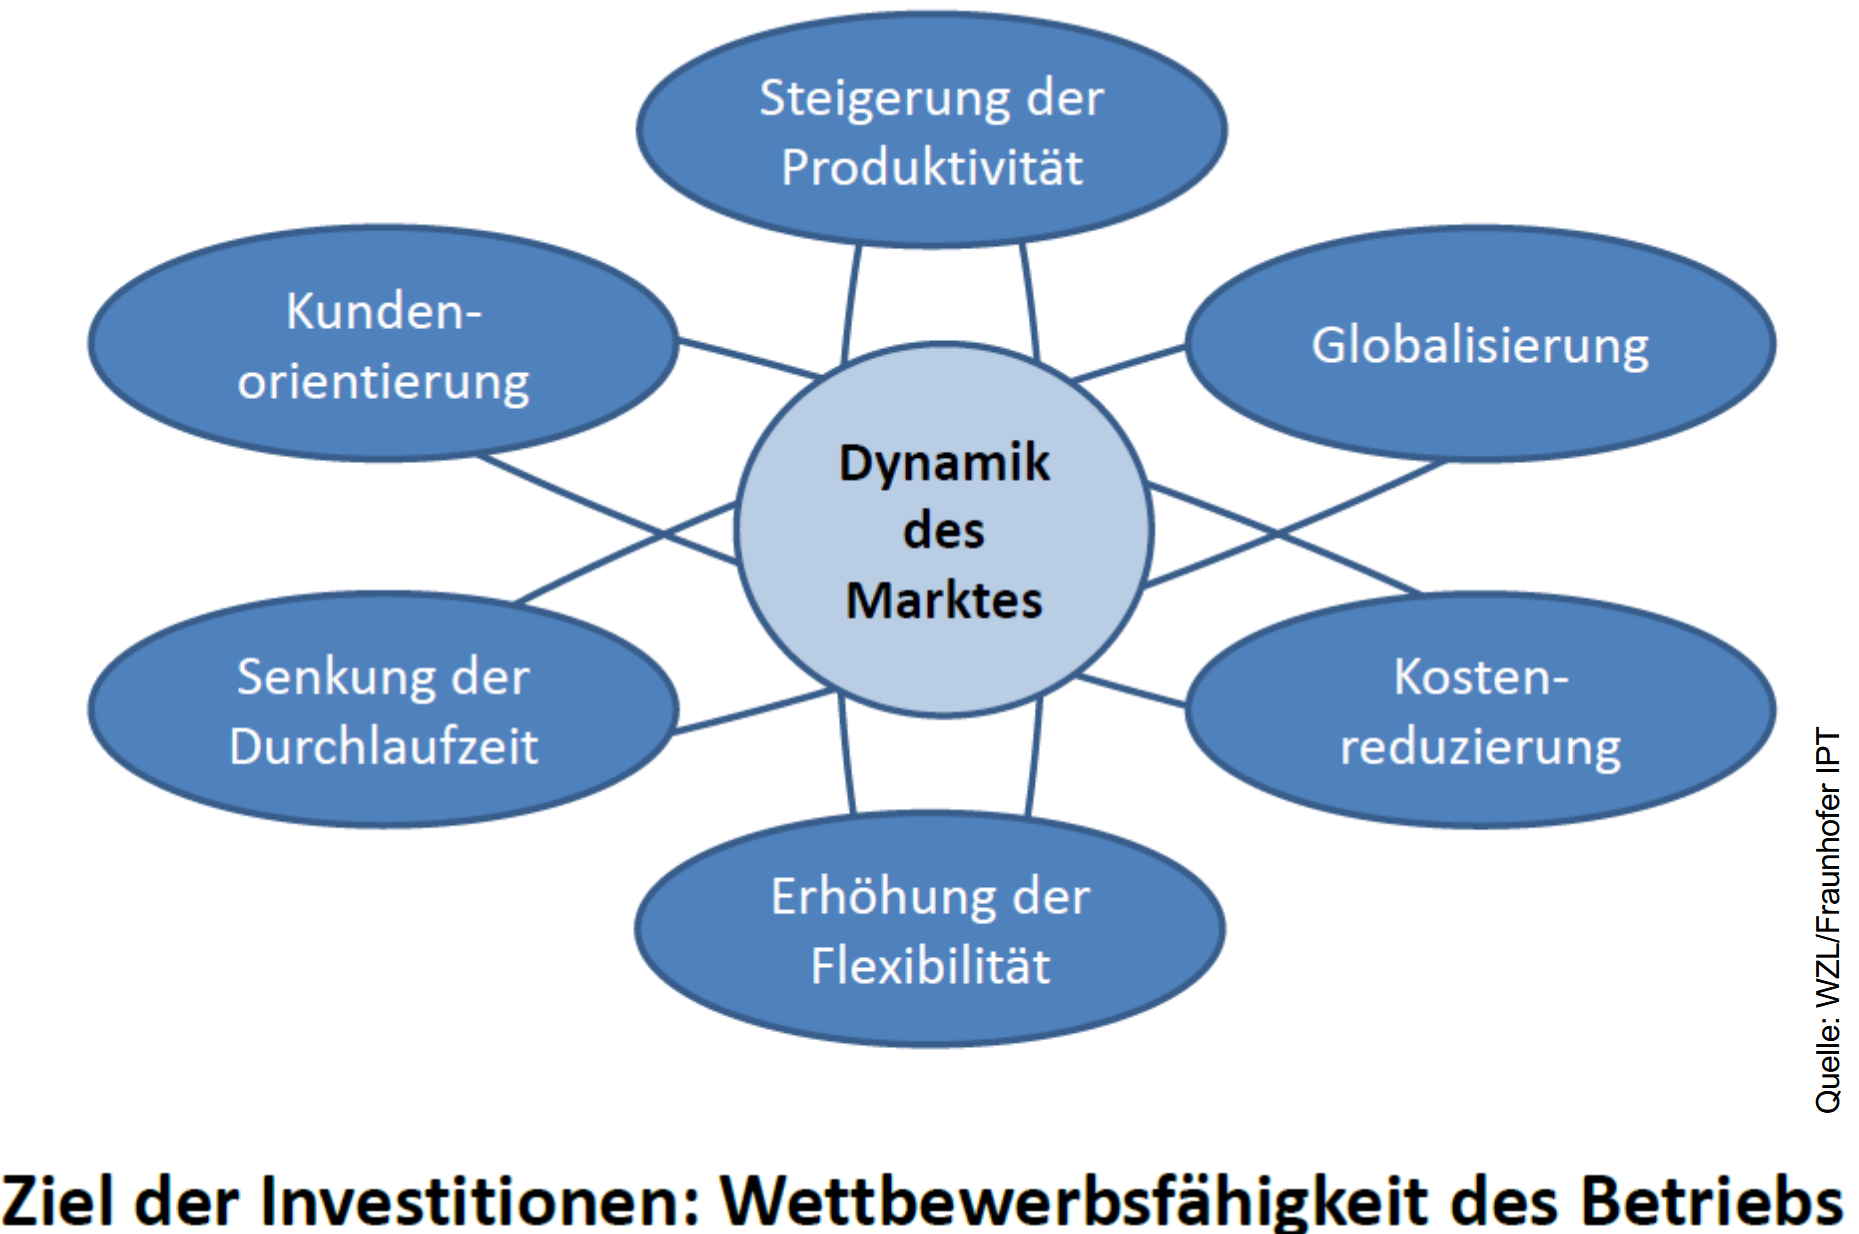 Steigerung der
Produktivität
Kunden-
orientierung
Globalisierung
Dynamik
des
Marktes
Senkung der
Durchlaufzeit
Kosten-
reduzierung
Erhöhung der
Flexibilität
Quelle: WZL/Fraunhofer IPT
Ziel der Investitionen: Wettbewerbsfähigkeit des Betriebs